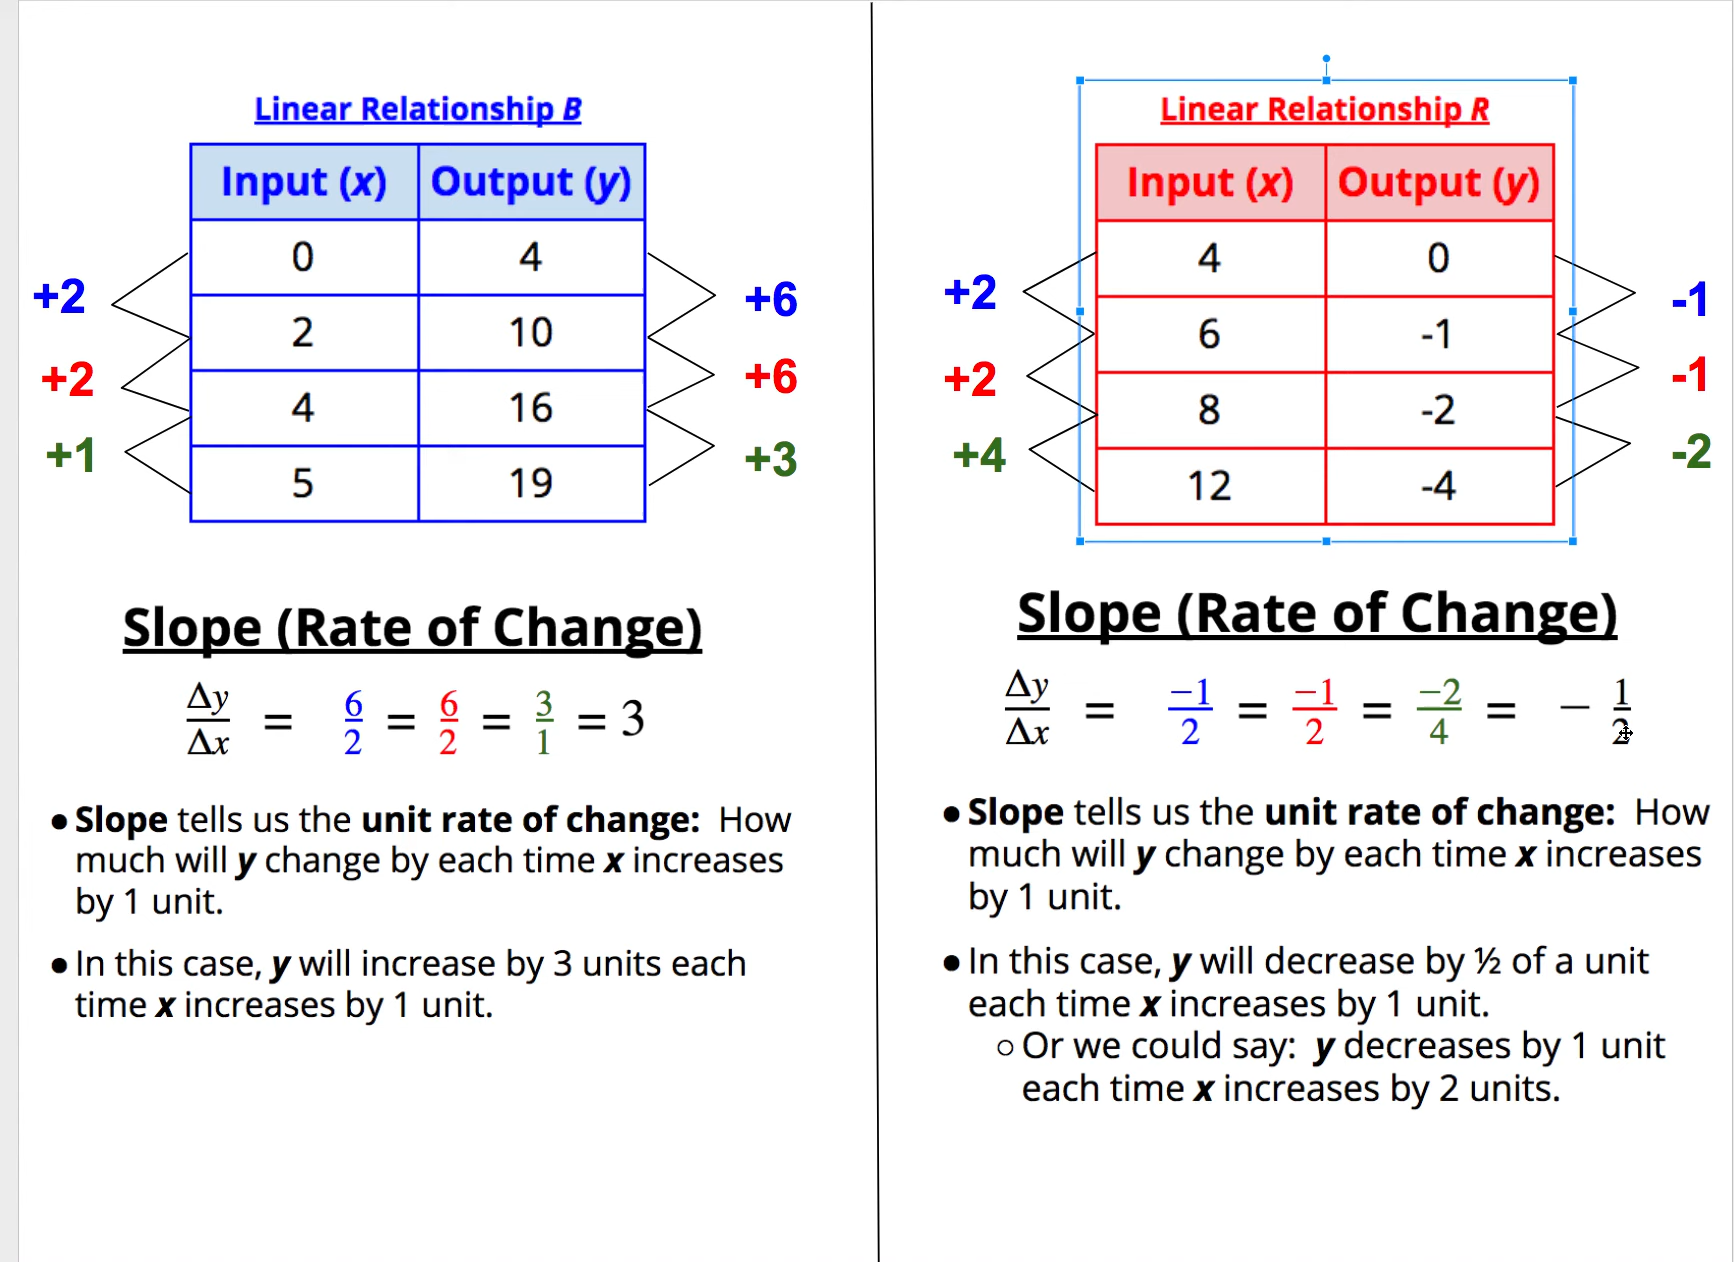 Linear Relationship B
Input (x) Output (y)
0 4
+2 +6
2 10
+2 +6
4 16
+1 +3
5 19
Slope (Rate of Change)
Δy/Δx = 6/2 = 6/2 = 3/1 = 3
● Slope tells us the unit rate of change: How
much will y change by each time x increases
by 1 unit.
● In this case, y will increase by 3 units each
time x increases by 1 unit.
Linear Relationship R
Input (x) Output (y)
4 0
+2 -1
6 -1
+2 -1
8 -2
+4 -2
12 -4
Slope (Rate of Change)
Δy/Δx = −1/2 = −1/2 = −2/4 = − 1/2
● Slope tells us the unit rate of change: How
much will y change by each time x increases
by 1 unit.
● In this case, y will decrease by ½ of a unit
each time x increases by 1 unit.
○ Or we could say: y decreases by 1 unit
each time x increases by 2 units.